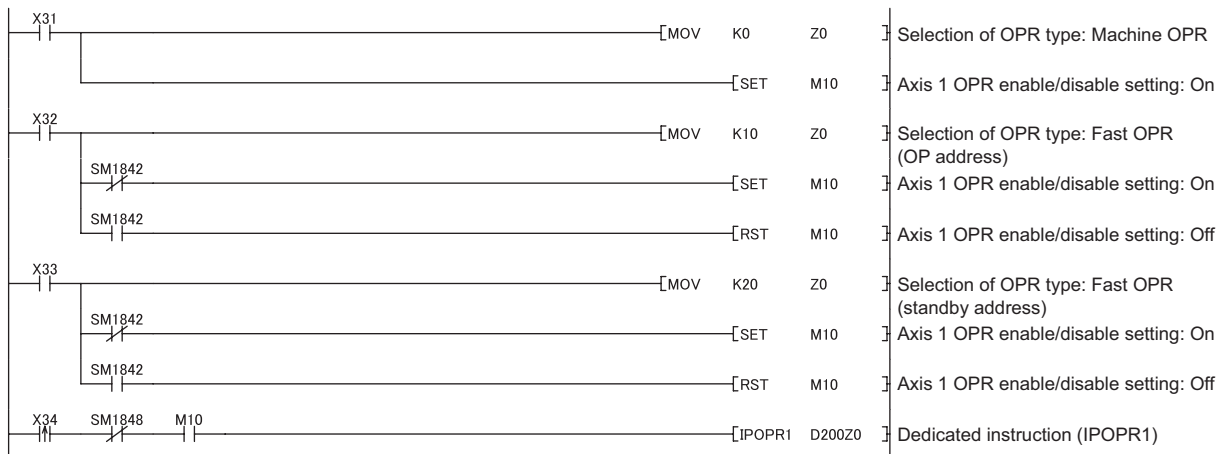 X31
[MOV K0 Z0 ] Selection of OPR type: Machine OPR
[SET M10 ] Axis 1 OPR enable/disable setting: On
X32
[MOV K10 Z0 ] Selection of OPR type: Fast OPR
(OP address)
SM1842
[SET M10 ] Axis 1 OPR enable/disable setting: On
SM1842
[RST M10 ] Axis 1 OPR enable/disable setting: Off
X33
[MOV K20 Z0 ] Selection of OPR type: Fast OPR
(standby address)
SM1842
[SET M10 ] Axis 1 OPR enable/disable setting: On
SM1842
[RST M10 ] Axis 1 OPR enable/disable setting: Off
X34 SM1848 M10
[IPOPR1 D200Z0 ] Dedicated instruction (IPOPR1)